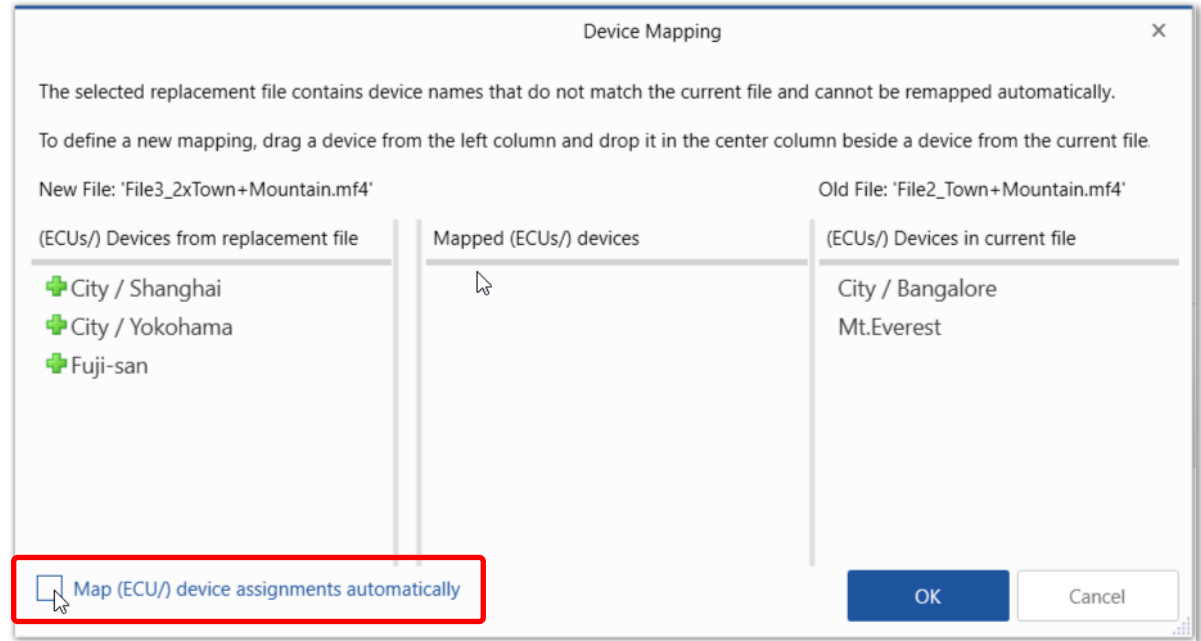 Device Mapping
The selected replacement file contains device names that do not match the current file and cannot be remapped automatically.
To define a new mapping, drag a device from the left column and drop it in the center column beside a device from the current file.
New File: 'File3_2xTown+Mountain.mf4'
Old File: 'File2_Town+Mountain.mf4'
(ECUs/) Devices from replacement file
Mapped (ECUs/) devices
(ECUs/) Devices in current file
City / Shanghai
City / Yokohama
Fuji-san
City / Bangalore
Mt.Everest
Map (ECU/) device assignments automatically
OK
Cancel